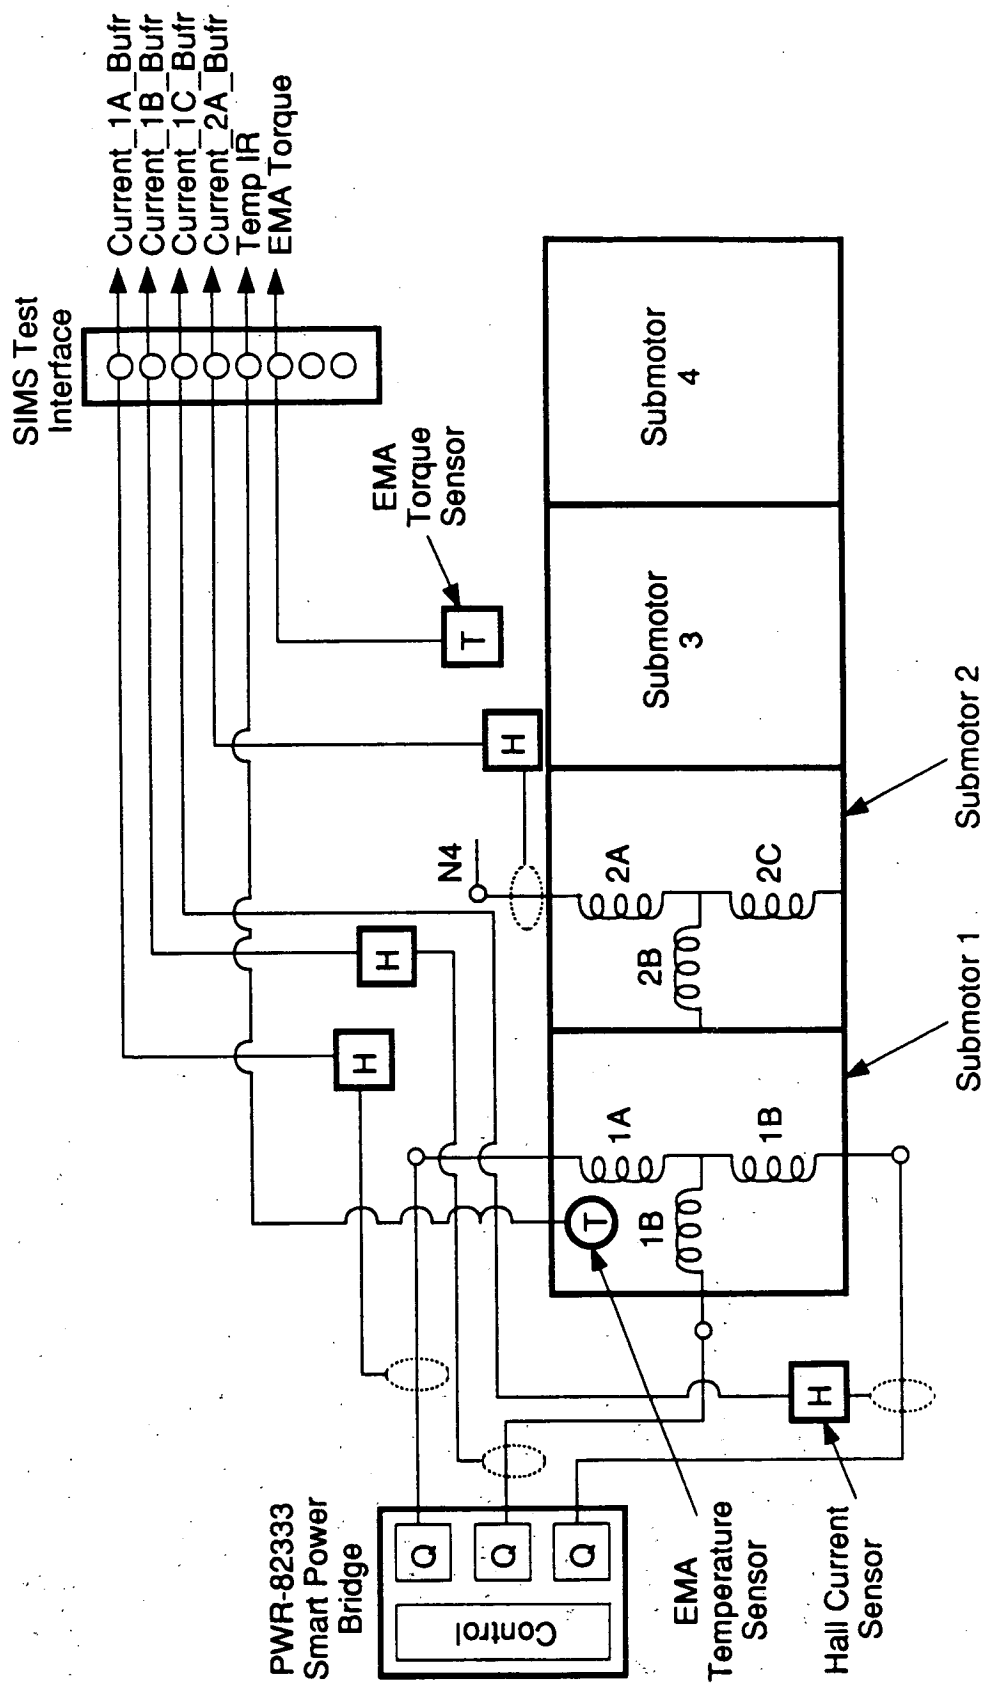 SIMS Test
Interface
Current_1A_Bufr
Current_1B_Bufr
Current_1C_Bufr
Current_2A_Bufr
Temp IR
EMA Torque
EMA
Torque
Sensor
T
H
H
H
N4
PWR-82333
Smart Power
Bridge
Q
Q
Q
Control
T
1A
1B
1B
2A
2B
2C
Submotor
3
Submotor
4
H
EMA
Temperature
Sensor
Hall Current
Sensor
Submotor 1
Submotor 2